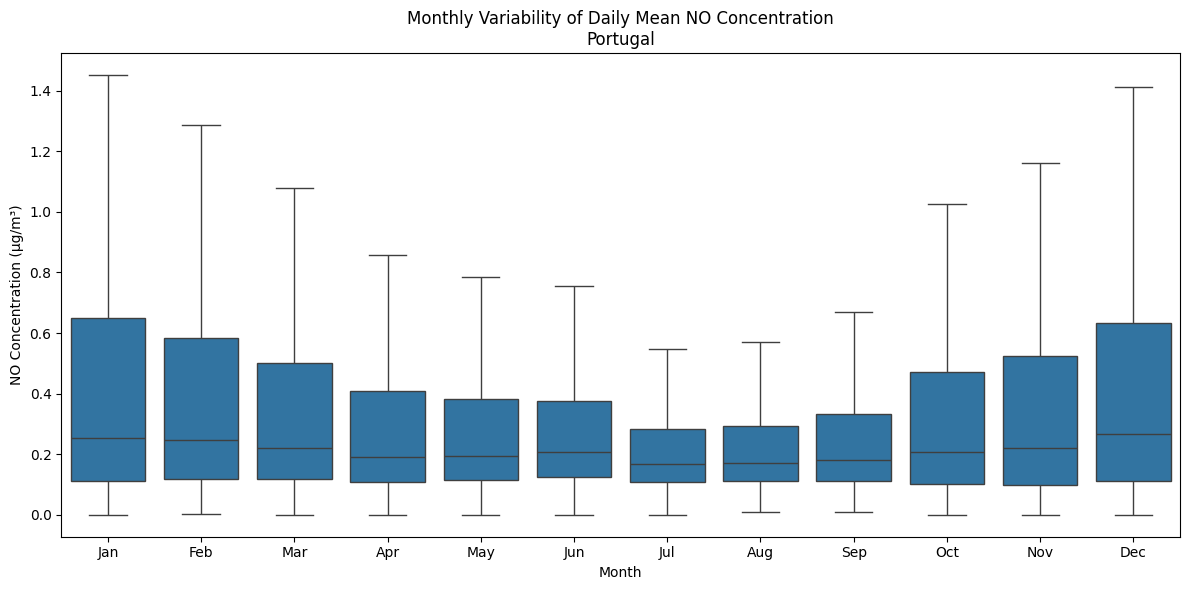 Monthly Variability of Daily Mean NO Concentration
Portugal
NO Concentration (µg/m³)
1.4
1.2
1.0
0.8
0.6
0.4
0.2
0.0
Jan Feb Mar Apr May Jun Jul Aug Sep Oct Nov Dec
Month